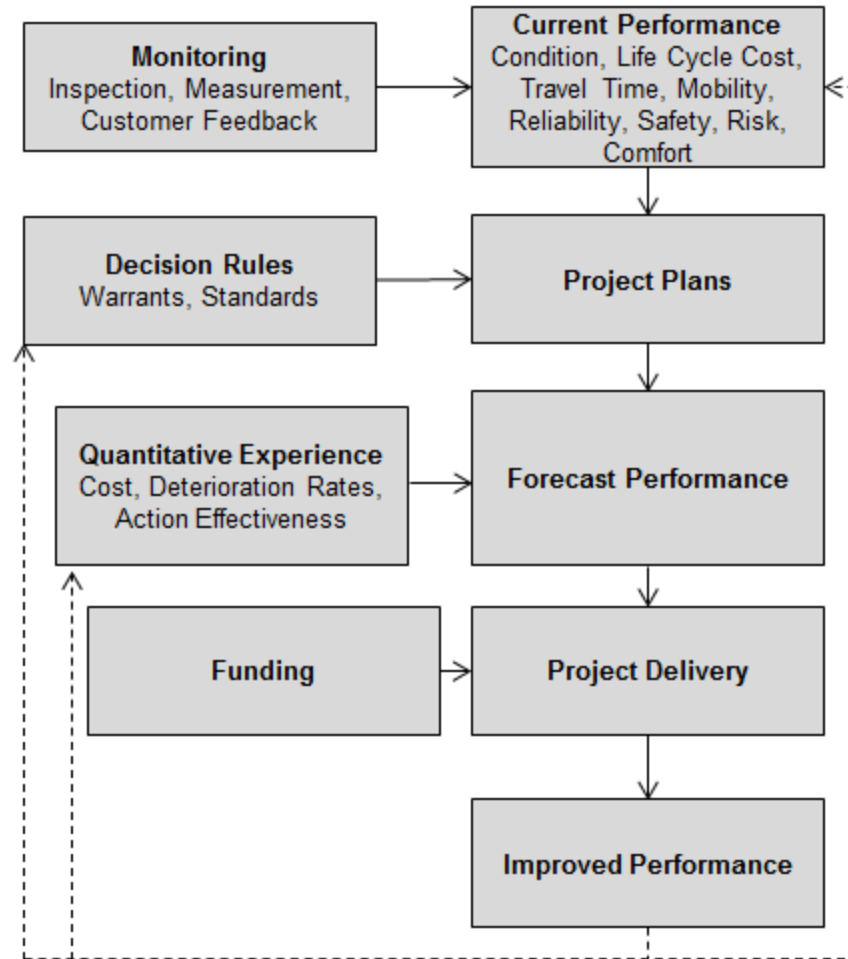 Monitoring
Inspection, Measurement,
Customer Feedback
Current Performance
Condition, Life Cycle Cost,
Travel Time, Mobility,
Reliability, Safety, Risk,
Comfort
Decision Rules
Warrants, Standards
Project Plans
Quantitative Experience
Cost, Deterioration Rates,
Action Effectiveness
Forecast Performance
Funding
Project Delivery
Improved Performance